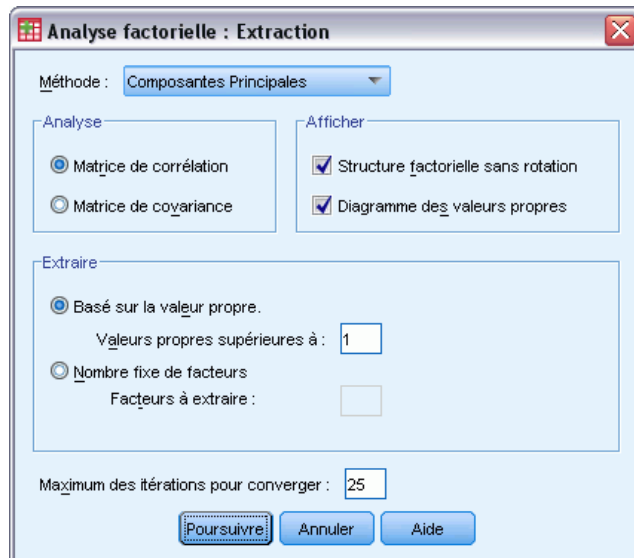 Analyse factorielle : Extraction
Méthode : Composantes Principales
Analyse
Matrice de corrélation
Matrice de covariance
Afficher
Structure factorielle sans rotation
Diagramme des valeurs propres
Extraire
Basé sur la valeur propre.
Valeurs propres supérieures à : 1
Nombre fixe de facteurs
Facteurs à extraire :
Maximum des itérations pour converger : 25
Poursuivre Annuler Aide